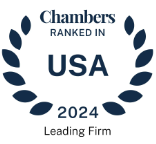 Chambers
RANKED IN
USA
2024
Leading Firm